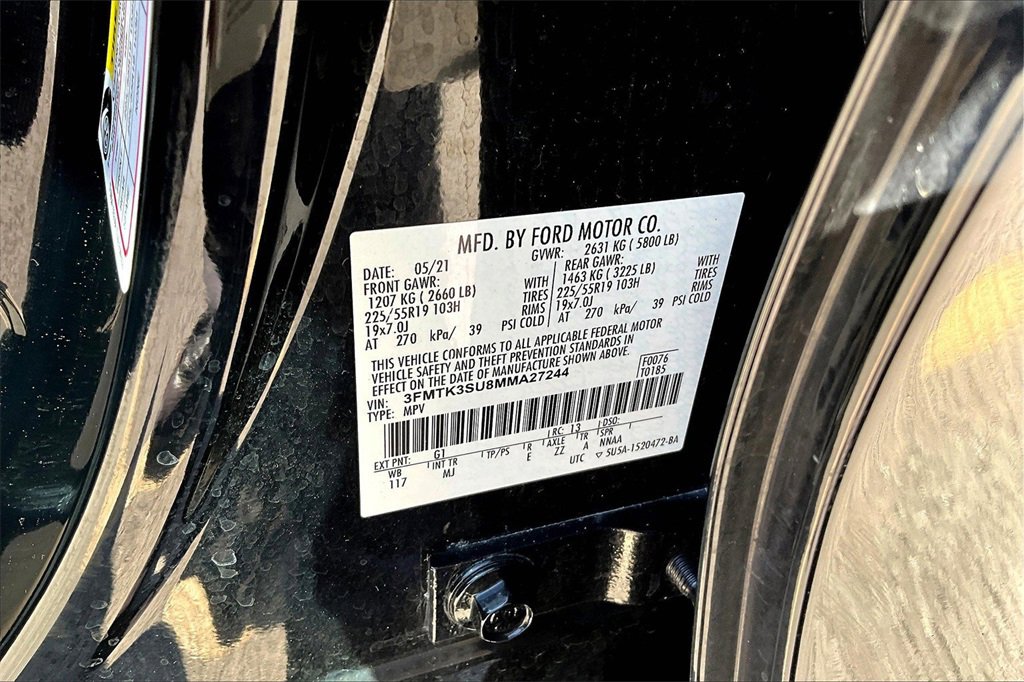 MFD. BY FORD MOTOR CO.
DATE: 05/21 GVWR: 2631 KG ( 5800 LB)
FRONT GAWR: REAR GAWR:
1207 KG ( 2660 LB) WITH 1463 KG ( 3225 LB) WITH
225/55R19 103H TIRES 225/55R19 103H TIRES
19x7.0J RIMS 19x7.0J RIMS
AT 270 kPa/ 39 PSI COLD AT 270 kPa/ 39 PSI COLD
THIS VEHICLE CONFORMS TO ALL APPLICABLE FEDERAL MOTOR
VEHICLE SAFETY AND THEFT PREVENTION STANDARDS IN
EFFECT ON THE DATE OF MANUFACTURE SHOWN ABOVE.
VIN: 3FMTK3SU8MMA27244 F0076
TYPE: MPV T0185
EXT PNT: G1 RC: 13 DSO:
WB INT TR TP/PS R AXLE TR SPR
117 MJ E ZZ A NNAA
UTC 5U5A-1520472-BA